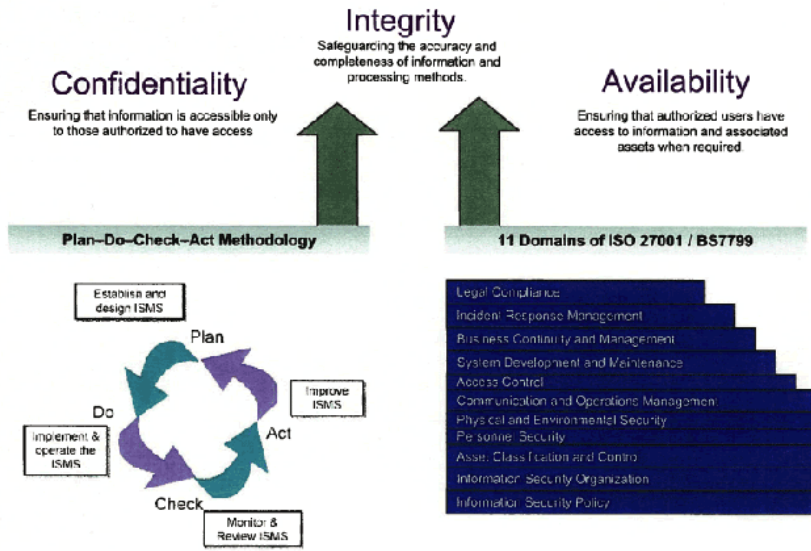 Integrity
Safeguarding the accuracy and
completeness of information and
processing methods.
Confidentiality
Ensuring that information is accessible only
to those authorized to have access
Availability
Ensuring that authorized users have
access to information and associated
assets when required.
Plan–Do–Check–Act Methodology
Establish and
design ISMS
Plan
Improve
ISMS
Do
Implement &
operate the
ISMS
Act
Check
Monitor &
Review ISMS
11 Domains of ISO 27001 / BS7799
Legal Compliance
Incident Response Management
Business Continuity and Management
System Development and Maintenance
Access Control
Communication and Operations Management
Physical and Environmental Security
Personnel Security
Asset Classification and Control
Information Security Organization
Information Security Policy